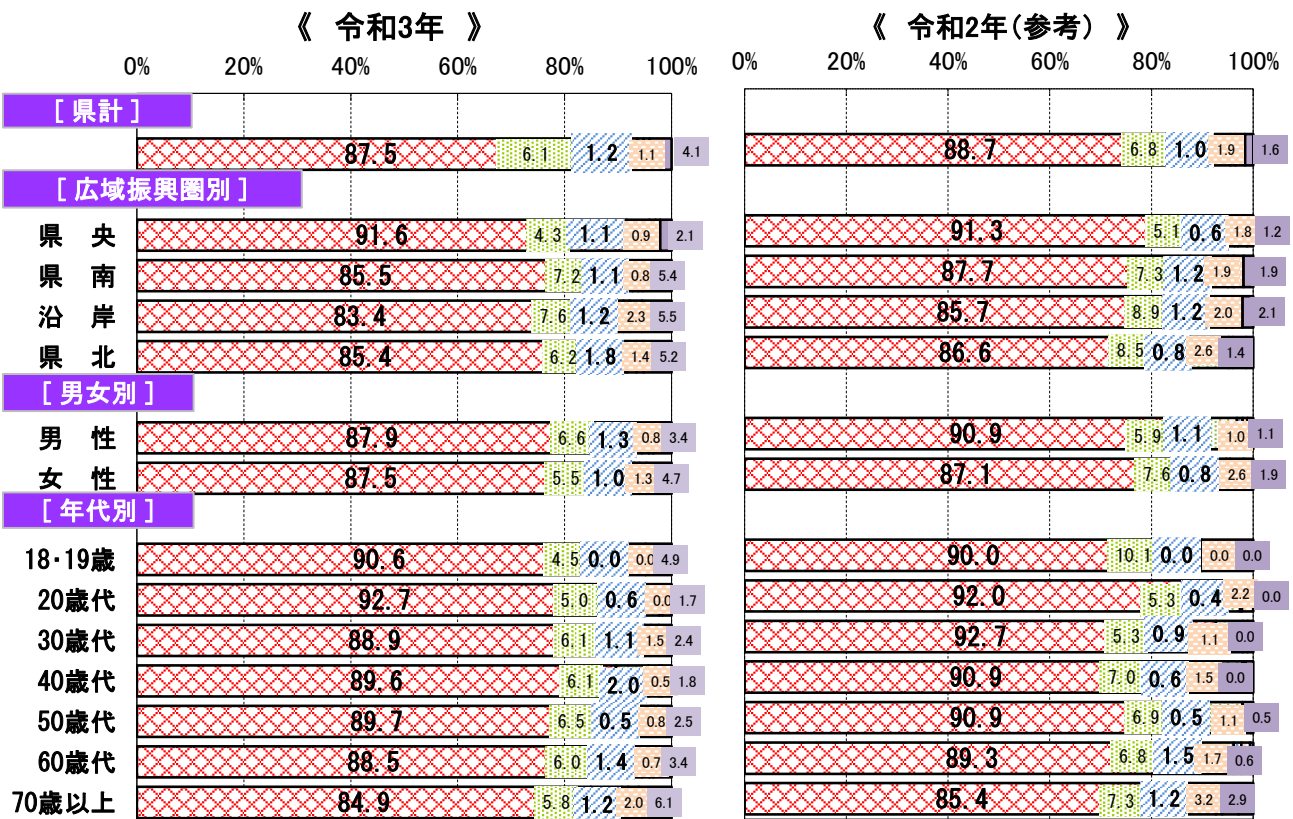 《 令和3年 》
《 令和2年(参考) 》
0% 20% 40% 60% 80% 100%
0% 20% 40% 60% 80% 100%
[ 県計 ]
87.5 6.1 1.2 1.1 4.1
88.7 6.8 1.0 1.9 1.6
[ 広域振興圏別 ]
県 央 91.6 4.3 1.1 0.9 2.1
91.3 5.1 0.6 1.8 1.2
県 南 85.5 7.2 1.1 0.8 5.4
87.7 7.3 1.2 1.9 1.9
沿 岸 83.4 7.6 1.2 2.3 5.5
85.7 8.9 1.2 2.0 2.1
県 北 85.4 6.2 1.8 1.4 5.2
86.6 8.5 0.8 2.6 1.4
[ 男女別 ]
男 性 87.9 6.6 1.3 0.8 3.4
90.9 5.9 1.1 1.0 1.1
女 性 87.5 5.5 1.0 1.3 4.7
87.1 7.6 0.8 2.6 1.9
[ 年代別 ]
18・19歳 90.6 4.5 0.0 0.0 4.9
90.0 10.1 0.0 0.0 0.0
20歳代 92.7 5.0 0.6 0.0 1.7
92.0 5.3 0.4 2.2 0.0
30歳代 88.9 6.1 1.1 1.5 2.4
92.7 5.3 0.9 1.1 0.0
40歳代 89.6 6.1 2.0 0.5 1.8
90.9 7.0 0.6 1.5 0.0
50歳代 89.7 6.5 0.5 0.8 2.5
90.9 6.9 0.5 1.1 0.5
60歳代 88.5 6.0 1.4 0.7 3.4
89.3 6.8 1.5 1.7 0.6
70歳以上 84.9 5.8 1.2 2.0 6.1
85.4 7.3 1.2 3.2 2.9